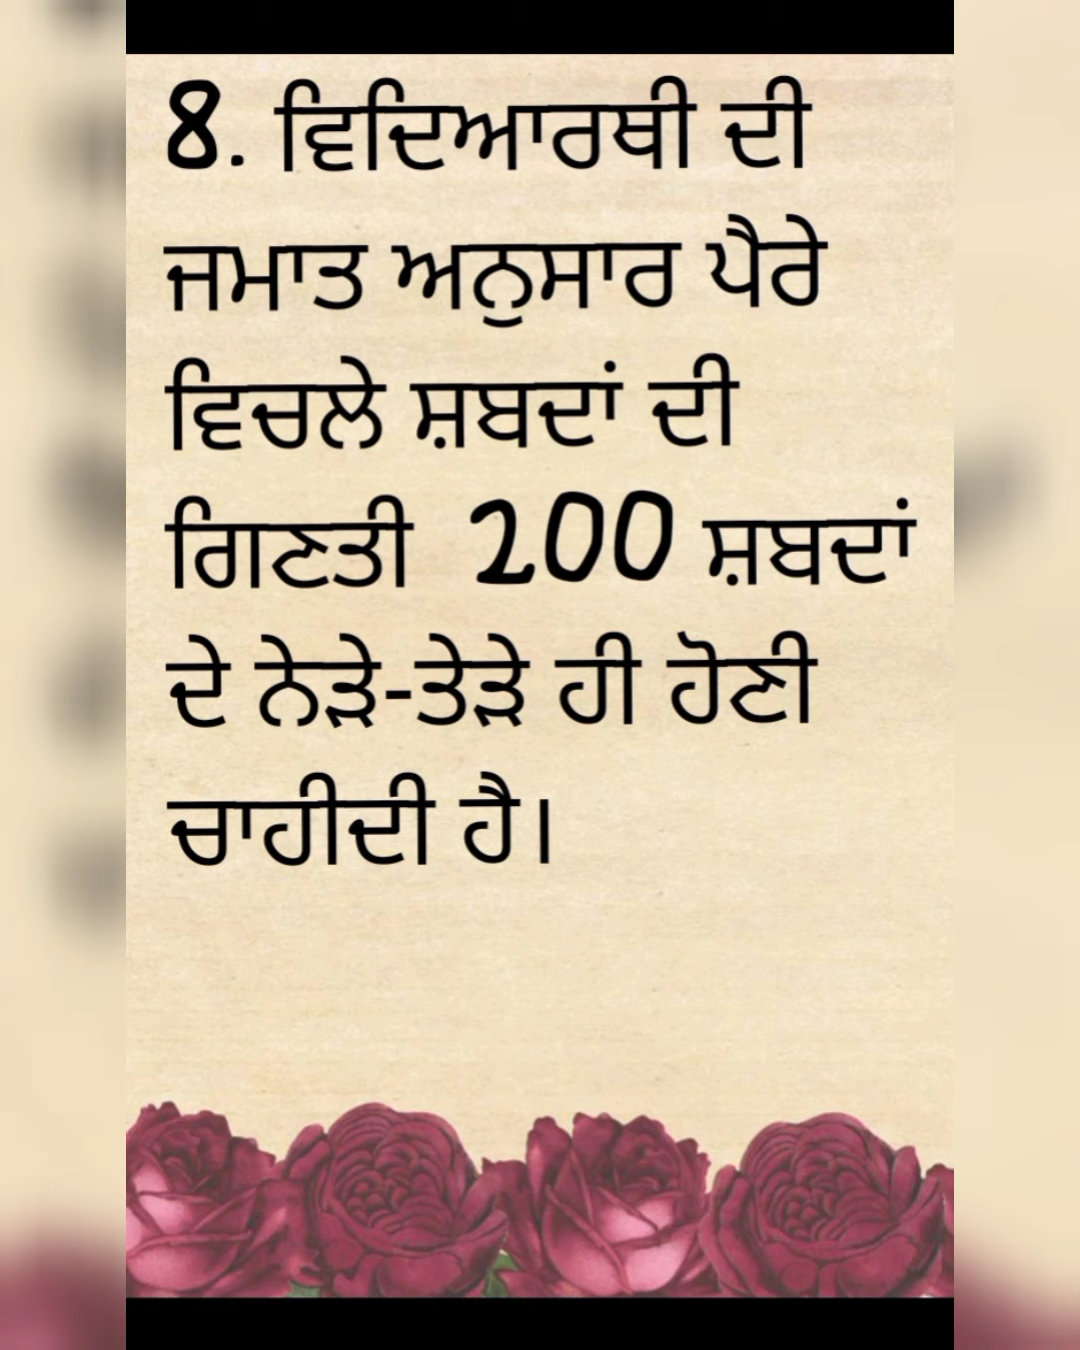 8. ਵਿਦਿਆਰਥੀ ਦੀ
ਜਮਾਤ ਅਨੁਸਾਰ ਪੈਰੇ
ਵਿਚਲੇ ਸ਼ਬਦਾਂ ਦੀ
ਗਿਣਤੀ 200 ਸ਼ਬਦਾਂ
ਦੇ ਨੇੜੇ-ਤੇੜੇ ਹੀ ਹੋਣੀ
ਚਾਹੀਦੀ ਹੈ।